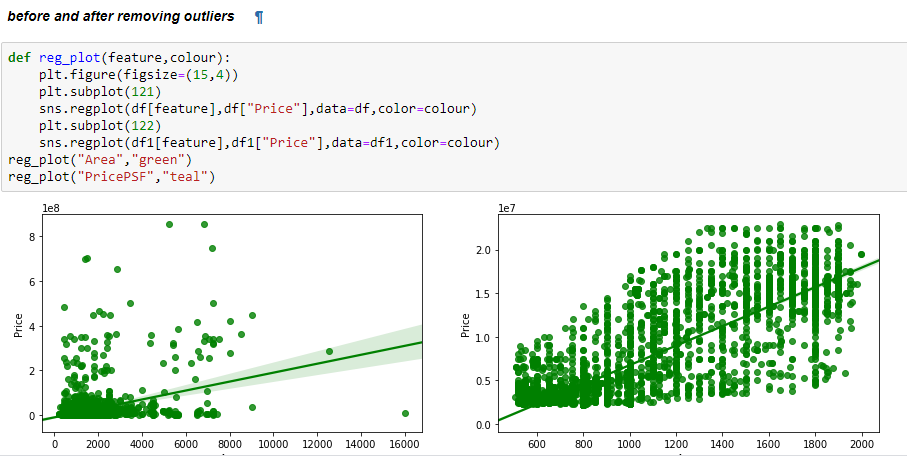 before and after removing outliers ¶
def reg_plot(feature,colour):
    plt.figure(figsize=(15,4))
    plt.subplot(121)
    sns.regplot(df[feature],df["Price"],data=df,color=colour)
    plt.subplot(122)
    sns.regplot(df1[feature],df1["Price"],data=df1,color=colour)
reg_plot("Area","green")
reg_plot("PricePSF","teal")
1e8
8
6
4
2
0
Price
0 2000 4000 6000 8000 10000 12000 14000 16000
1e7
2.0
1.5
1.0
0.5
0.0
Price
600 800 1000 1200 1400 1600 1800 2000